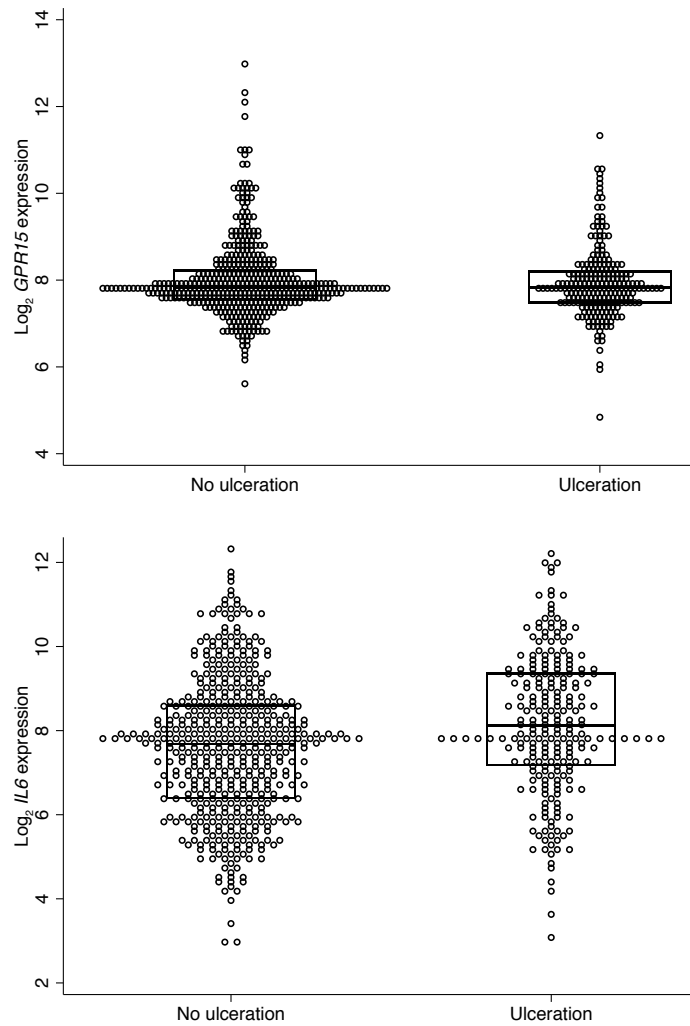 14
12
10
8
6
4
Log₂ GPR15 expression
No ulceration
Ulceration
12
10
8
6
4
2
Log₂ IL6 expression
No ulceration
Ulceration